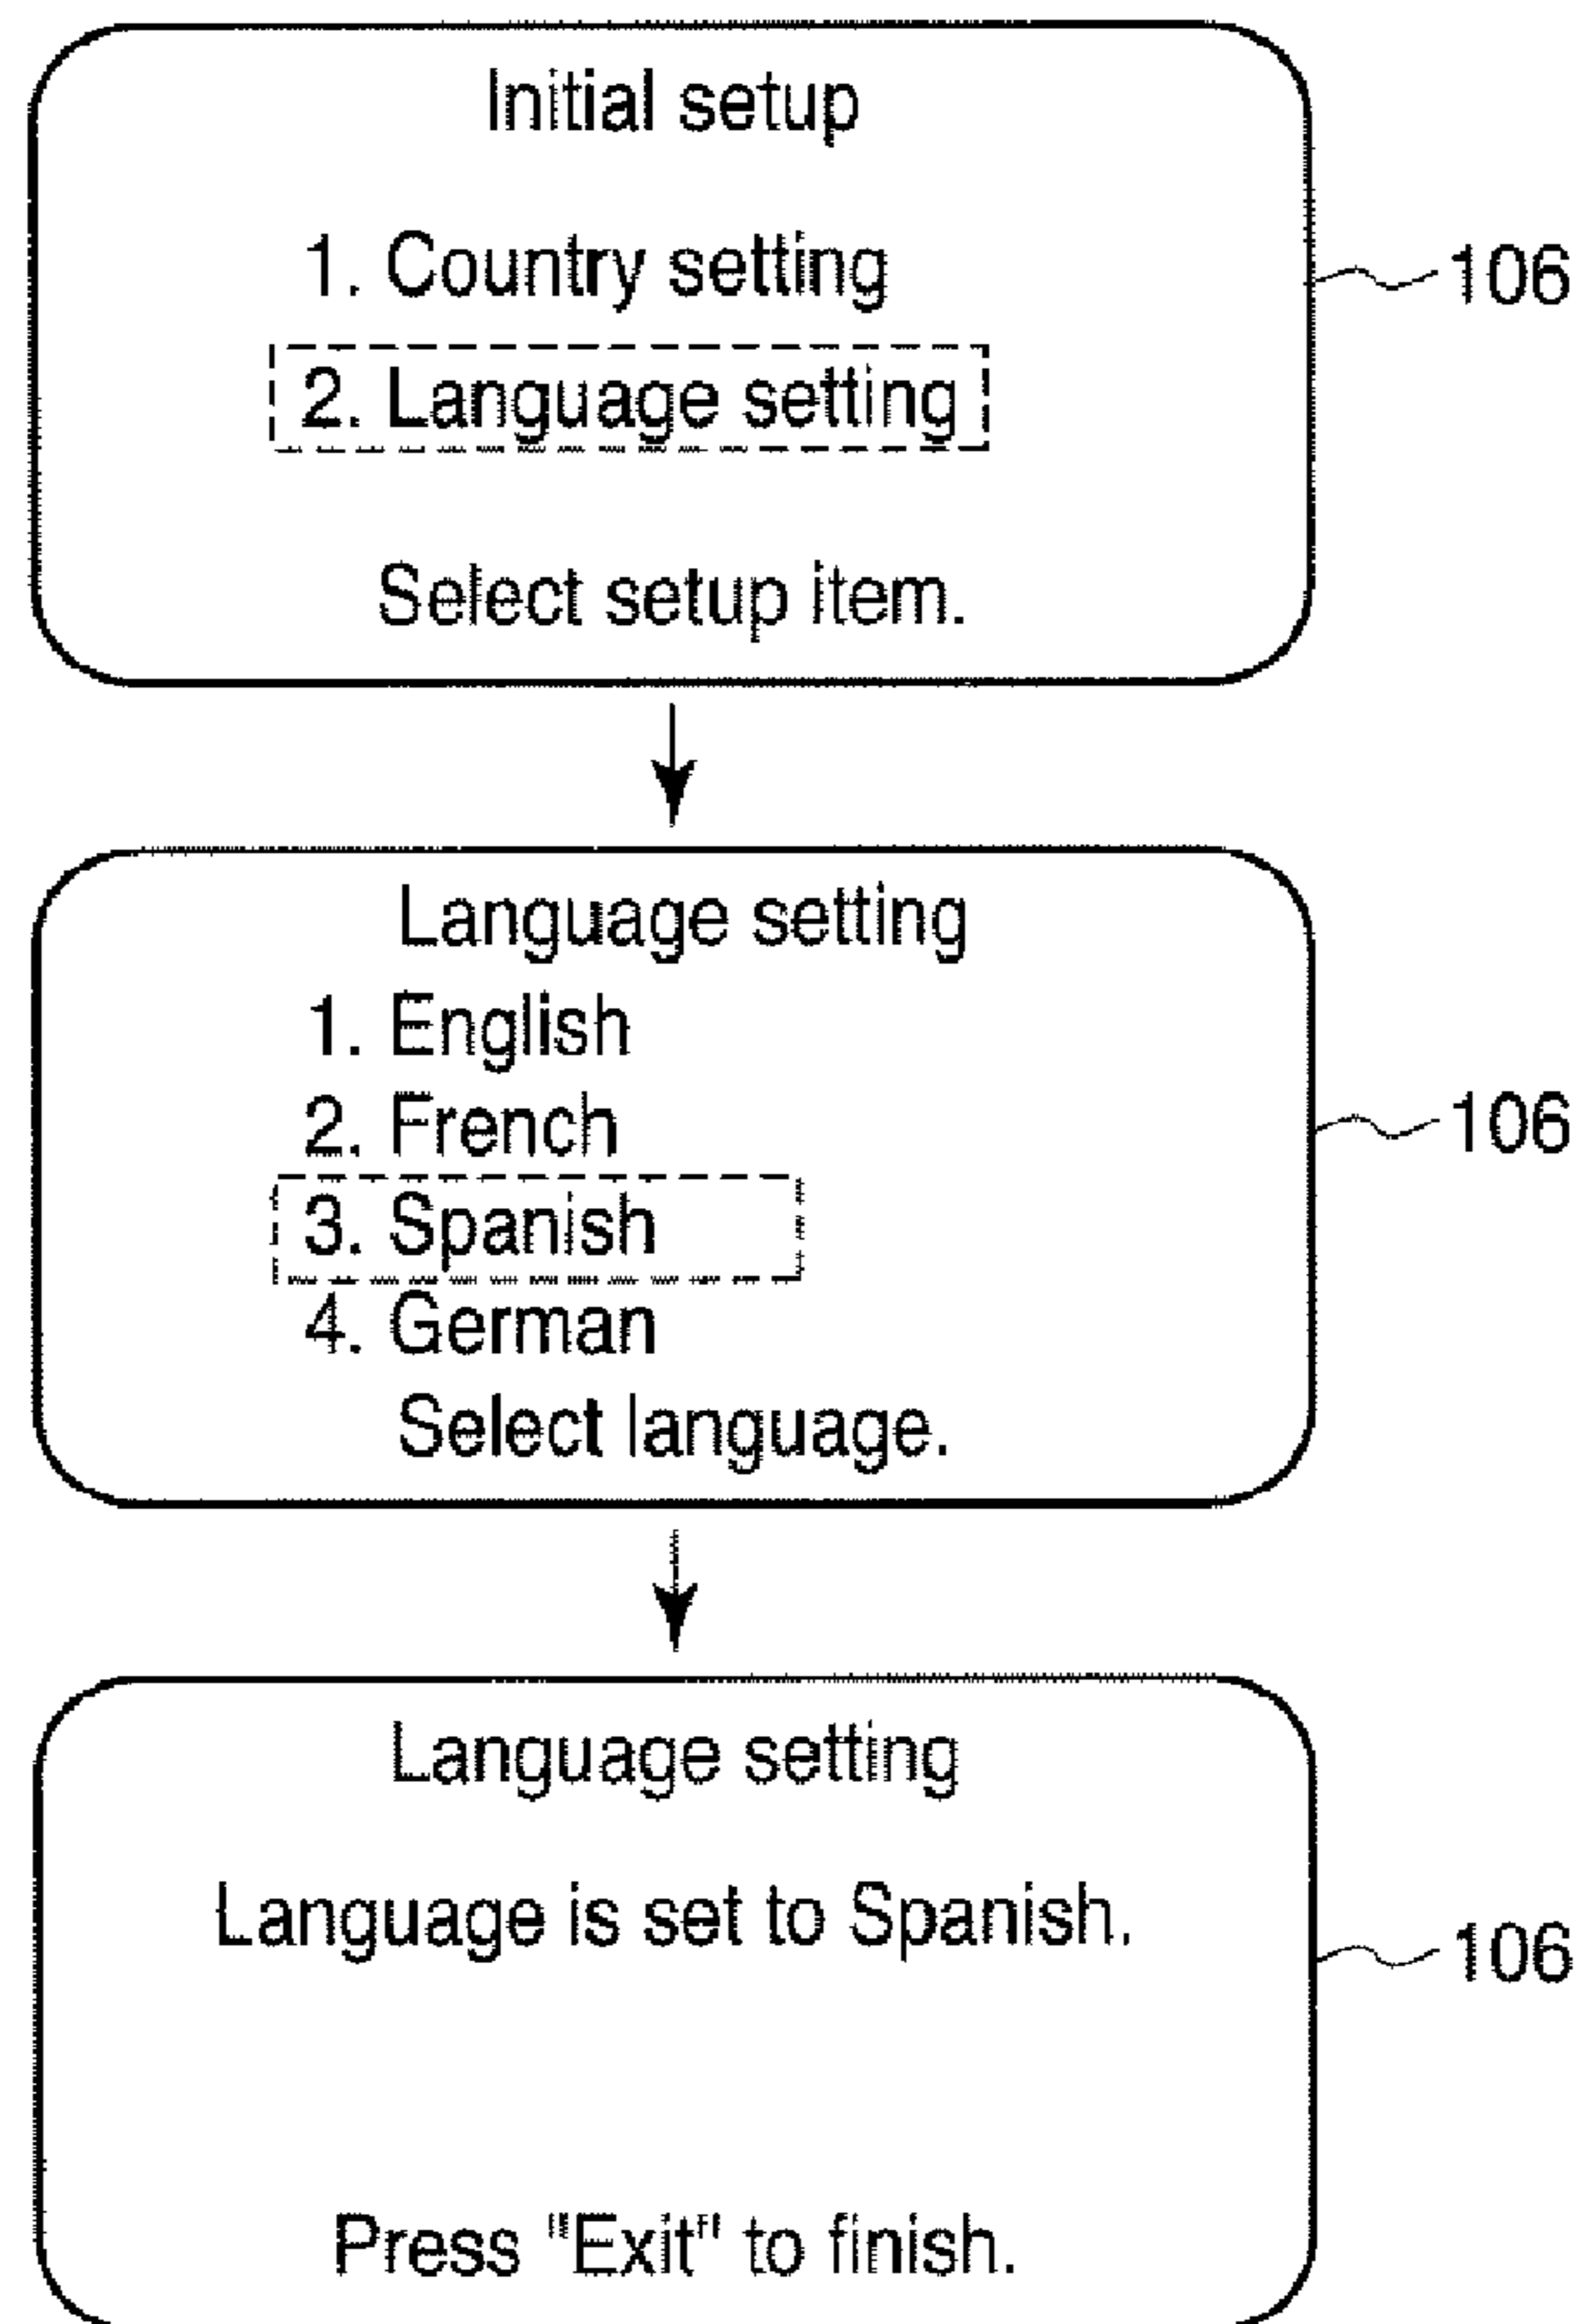 Initial setup
1. Country setting
106
2. Language setting
Select setup item.
Language setting
1. English
2. French
106
3. Spanish
4. German
Select language.
Language setting
Language is set to Spanish.
106
Press "Exit" to finish.